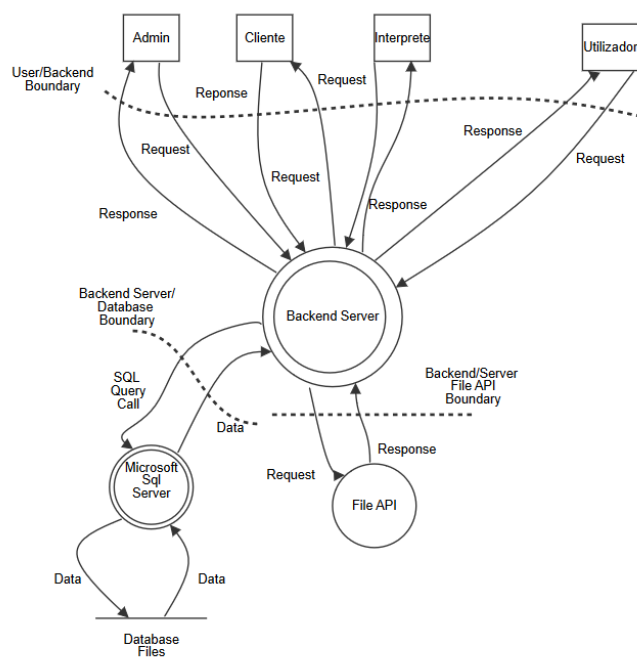 Admin
Cliente
Interprete
Utilizador
User/Backend
Boundary
Reponse
Request
Request
Response
Request
Response
Request
Response
Backend Server/
Database
Boundary
Backend Server
SQL
Query
Call
Data
Backend/Server
File API
Boundary
Request
Response
Microsoft
Sql
Server
File API
Data
Data
Database
Files